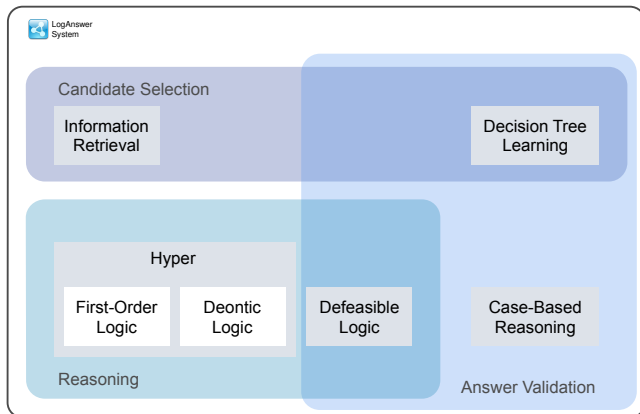 LogAnswer
System
Candidate Selection
Information
Retrieval
Decision Tree
Learning
Hyper
First-Order
Logic
Deontic
Logic
Defeasible
Logic
Case-Based
Reasoning
Reasoning
Answer Validation